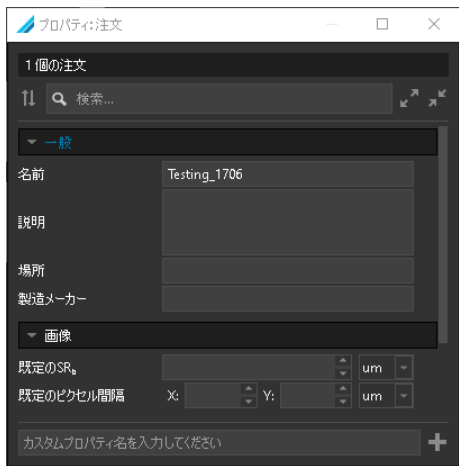 プロパティ:注文
1 個の注文
検索...
一般
名前 Testing_1706
説明
場所
製造メーカー
画像
既定のSRₐ um
既定のピクセル間隔 X: Y: um
カスタムプロパティ名を入力してください